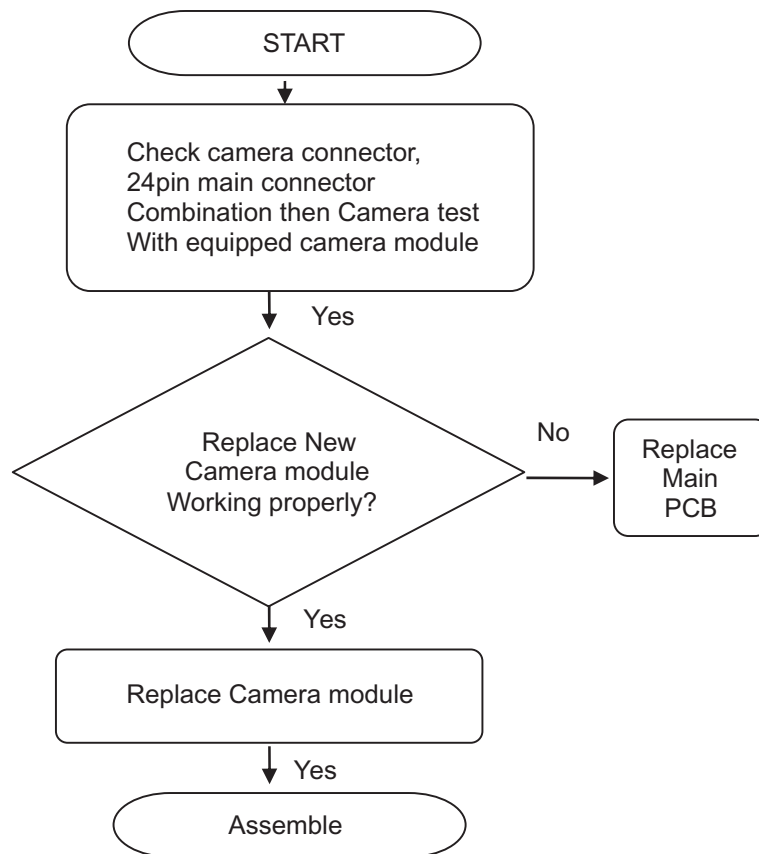 START
Check camera connector,
24pin main connector
Combination then Camera test
With equipped camera module
Yes
Replace New
Camera module
Working properly?
No
Replace
Main
PCB
Yes
Replace Camera module
Yes
Assemble